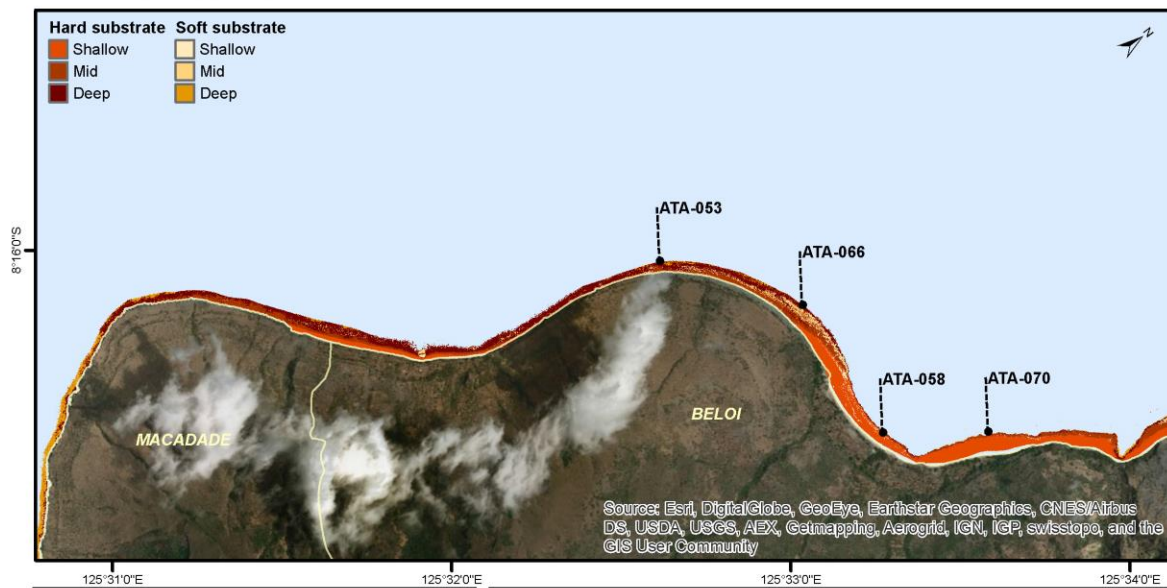 Hard substrate Soft substrate
Shallow Shallow
Mid Mid
Deep Deep
N
ATA-053
8°16'0"S
ATA-066
ATA-058
ATA-070
BELOI
MACADADE
Source: Esri, DigitalGlobe, GeoEye, Earthstar Geographics, CNES/Airbus
DS, USDA, USGS, AEX, Getmapping, Aerogrid, IGN, IGP, swisstopo, and the
GIS User Community
125°31'0"E 125°32'0"E 125°33'0"E 125°34'0"E